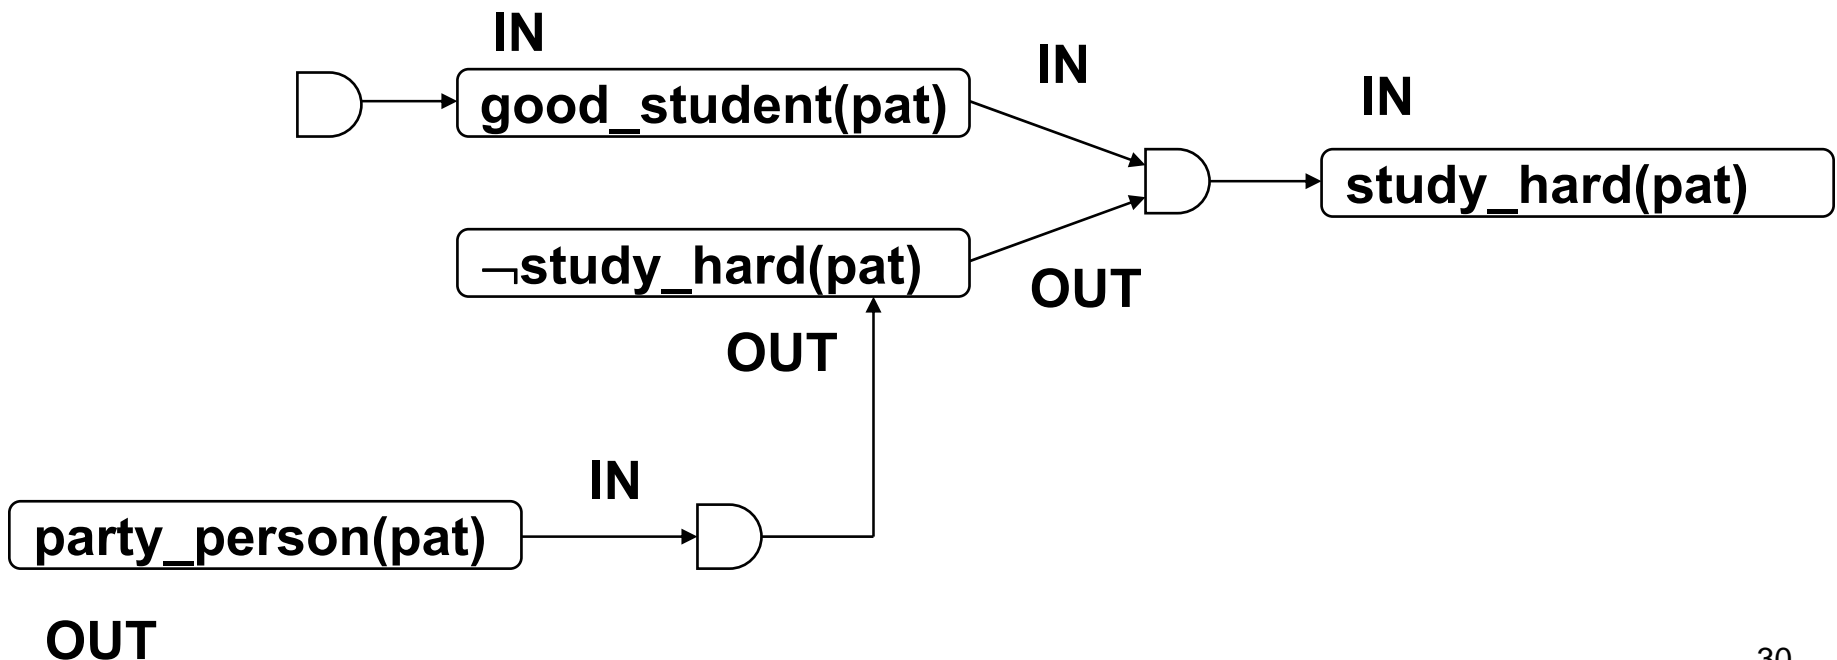 IN
good_student(pat)
IN
IN
study_hard(pat)
¬study_hard(pat)
OUT
OUT
IN
party_person(pat)
OUT
30